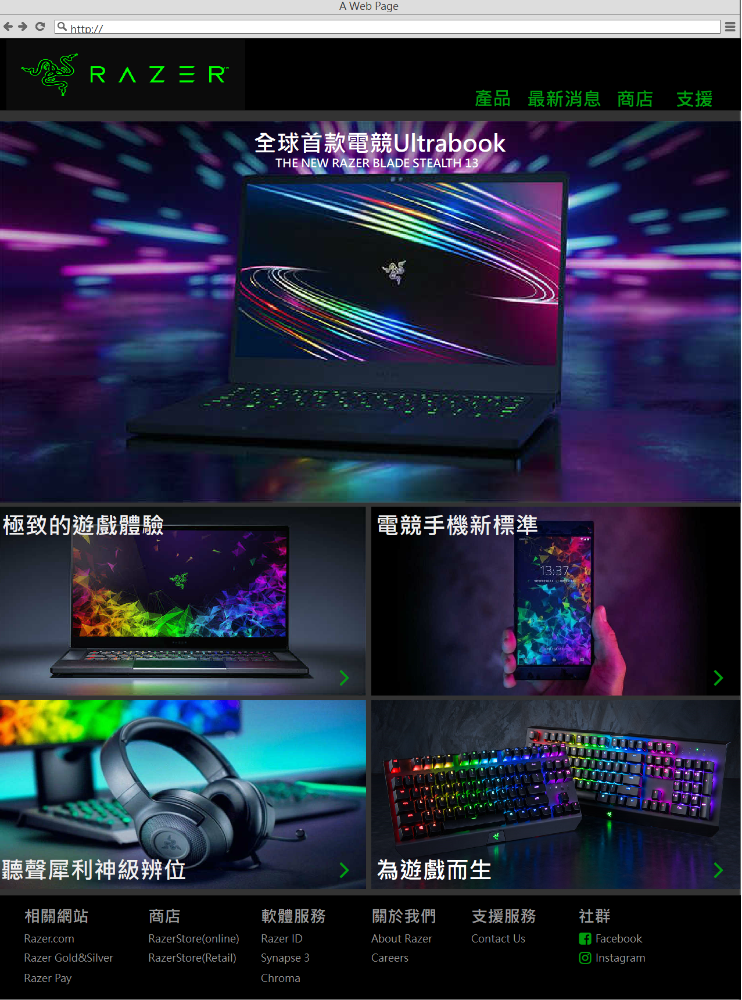 A Web Page
http://
RAZER™
產品 最新消息 商店 支援
全球首款電競Ultrabook
THE NEW RAZER BLADE STEALTH 13
極致的遊戲體驗
電競手機新標準
13:37
聽聲犀利神級辨位
為遊戲而生
相關網站 商店 軟體服務 關於我們 支援服務 社群
Razer.com RazerStore(online) Razer ID About Razer Contact Us Facebook
Razer Gold&Silver RazerStore(Retail) Synapse 3 Careers Instagram
Razer Pay Chroma